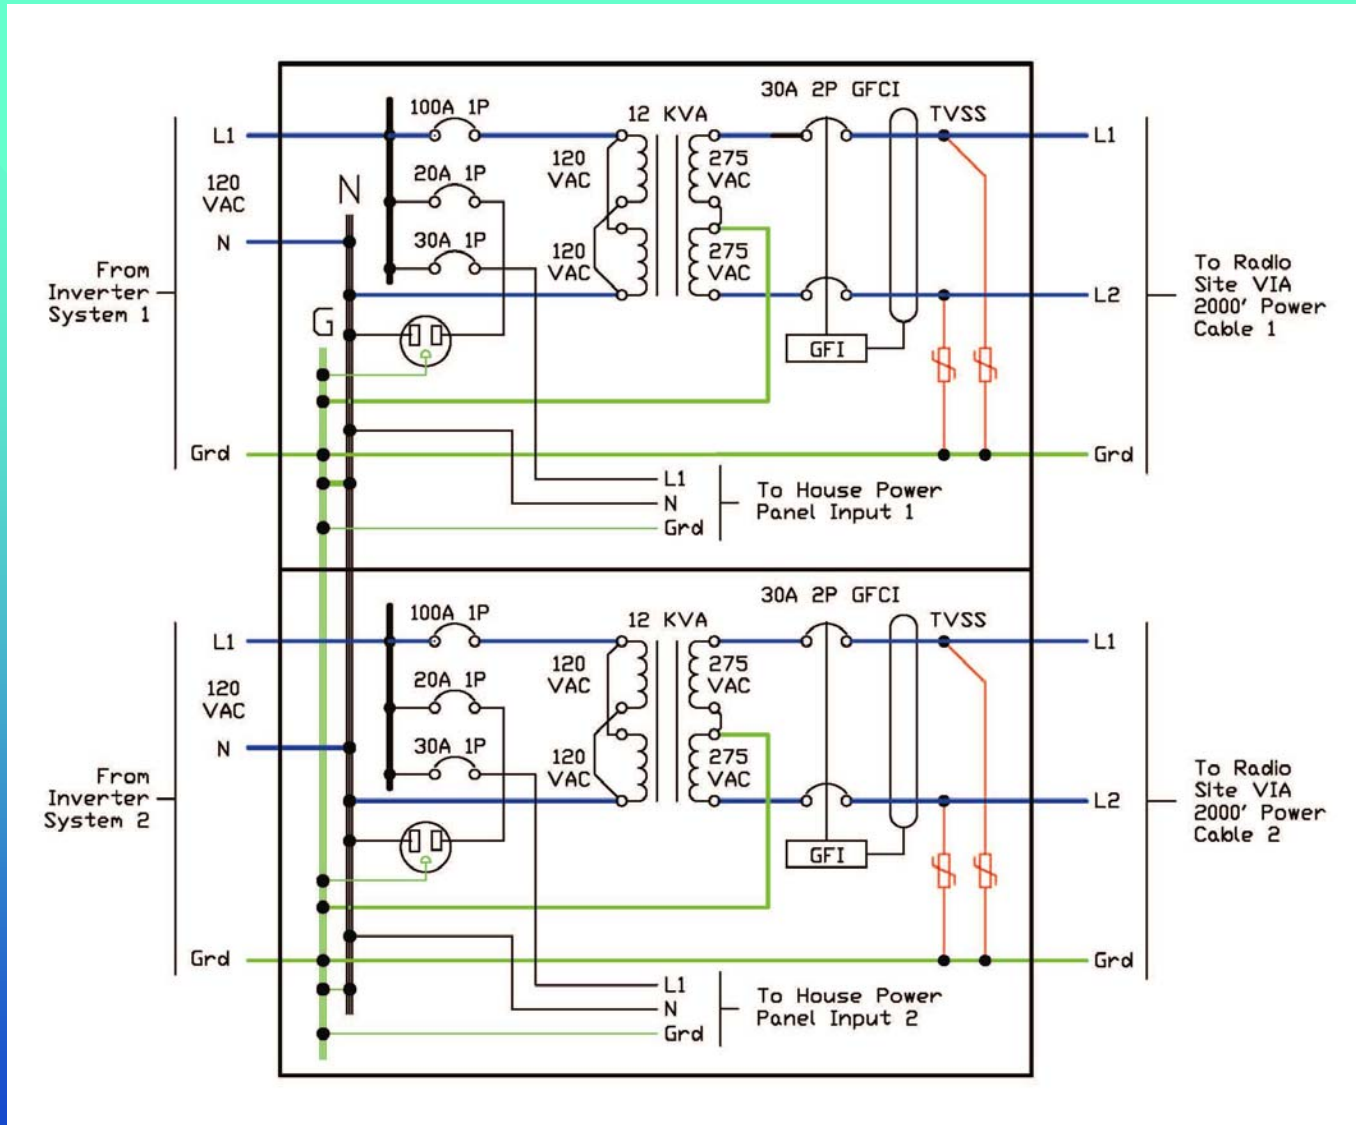 30A 2P GFCI
100A 1P
12 KVA
TVSS
L1
L1
120
VAC
275
VAC
20A 1P
120
VAC
N
N
30A 1P
120
VAC
275
VAC
From
Inverter
System 1
To Radio
Site VIA
2000' Power
Cable 1
L2
G
GFI
Grd
Grd
L1
N
Grd
To House Power
Panel Input 1
30A 2P GFCI
100A 1P
12 KVA
TVSS
L1
L1
120
VAC
275
VAC
20A 1P
120
VAC
N
30A 1P
120
VAC
275
VAC
From
Inverter
System 2
To Radio
Site VIA
2000' Power
Cable 2
L2
GFI
Grd
Grd
L1
N
Grd
To House Power
Panel Input 2